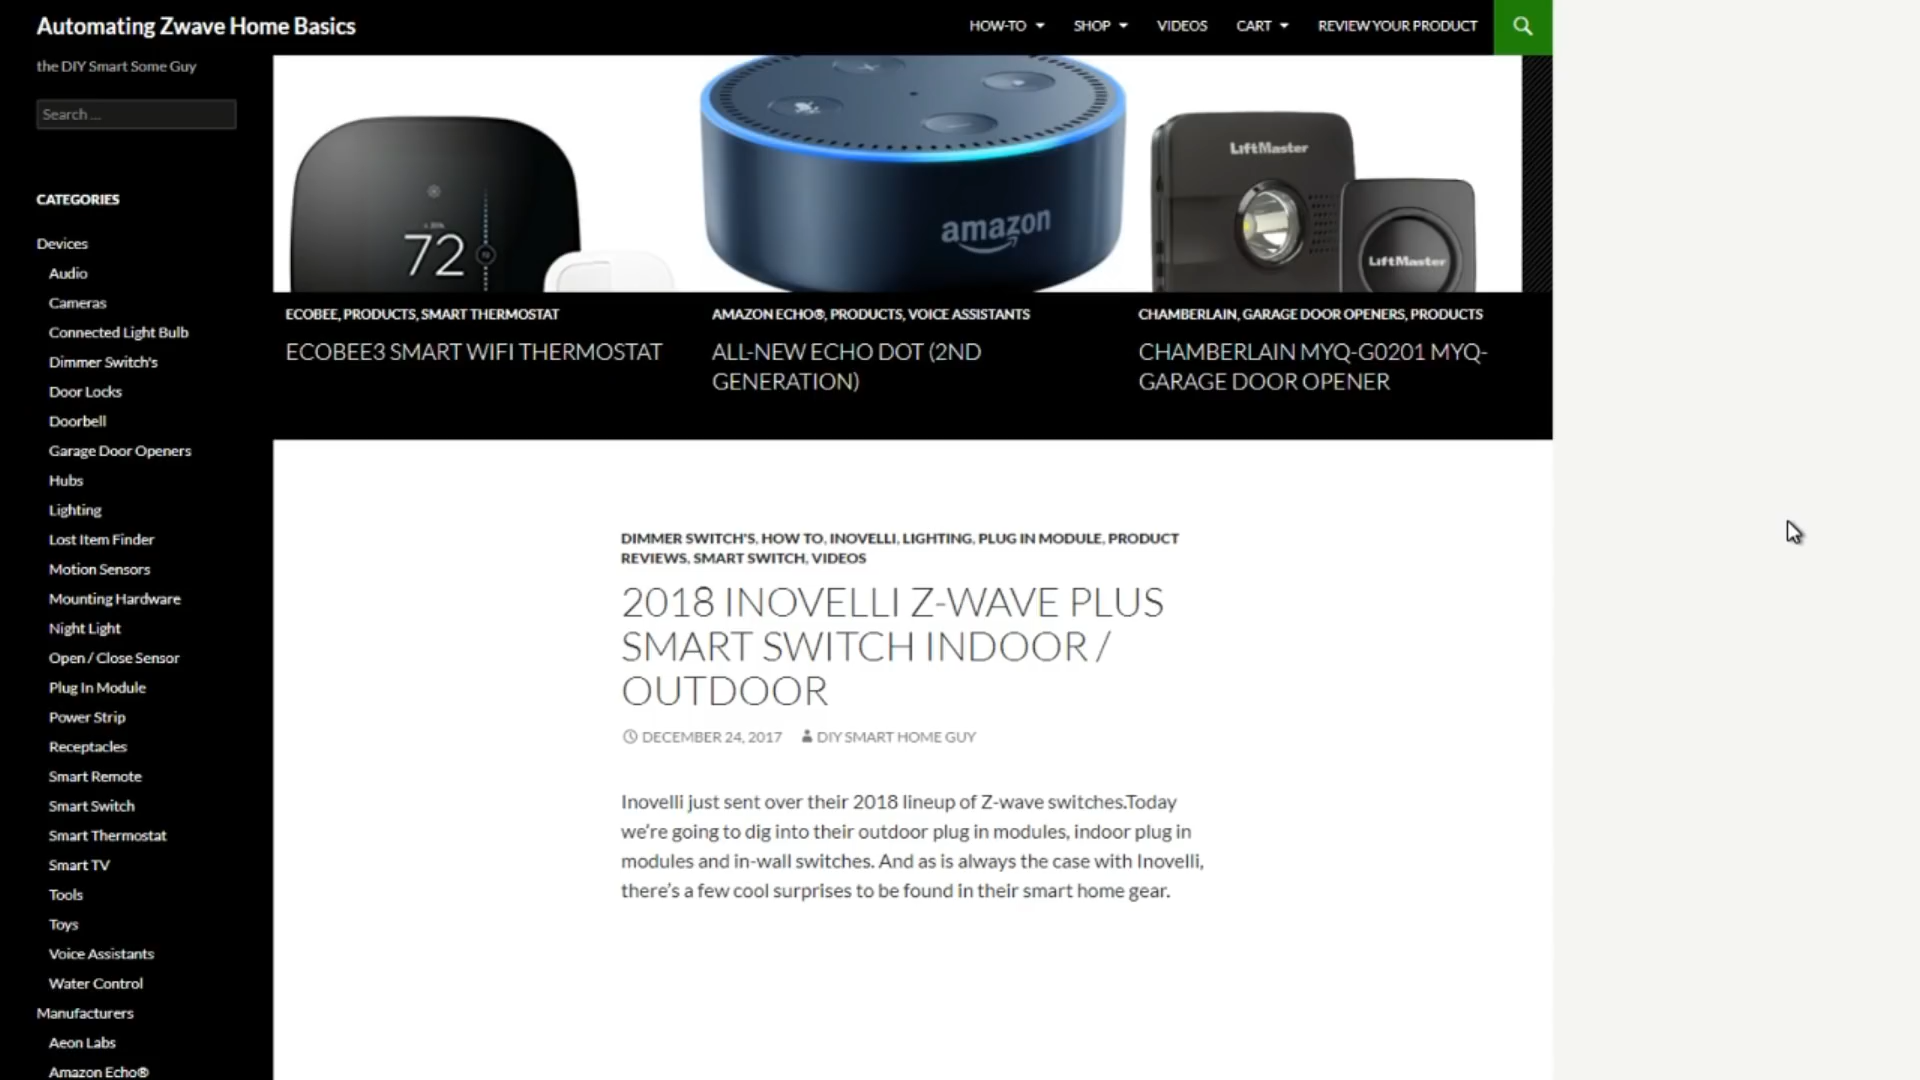 Automating Zwave Home Basics
HOW-TO
SHOP
VIDEOS
CART
REVIEW YOUR PRODUCT
the DIY Smart Some Guy
Search ...
CATEGORIES
Devices
Audio
Cameras
Connected Light Bulb
Dimmer Switch's
Door Locks
Doorbell
Garage Door Openers
Hubs
Lighting
Lost Item Finder
Motion Sensors
Mounting Hardware
Night Light
Open / Close Sensor
Plug In Module
Power Strip
Receptacles
Smart Remote
Smart Switch
Smart Thermostat
Smart TV
Tools
Toys
Voice Assistants
Water Control
Manufacturers
Aeon Labs
Amazon Echo®
72
amazon
LiftMaster
LiftMaster
ECOBEE, PRODUCTS, SMART THERMOSTAT
ECOBEE3 SMART WIFI THERMOSTAT
AMAZON ECHO®, PRODUCTS, VOICE ASSISTANTS
ALL-NEW ECHO DOT (2ND
GENERATION)
CHAMBERLAIN, GARAGE DOOR OPENERS, PRODUCTS
CHAMBERLAIN MYQ-G0201 MYQ-
GARAGE DOOR OPENER
DIMMER SWITCH'S, HOW TO, INOVELLI, LIGHTING, PLUG IN MODULE, PRODUCT
REVIEWS, SMART SWITCH, VIDEOS
2018 INOVELLI Z-WAVE PLUS
SMART SWITCH INDOOR /
OUTDOOR
DECEMBER 24, 2017 DIY SMART HOME GUY
Inovelli just sent over their 2018 lineup of Z-wave switches.Today
we're going to dig into their outdoor plug in modules, indoor plug in
modules and in-wall switches. And as is always the case with Inovelli,
there's a few cool surprises to be found in their smart home gear.